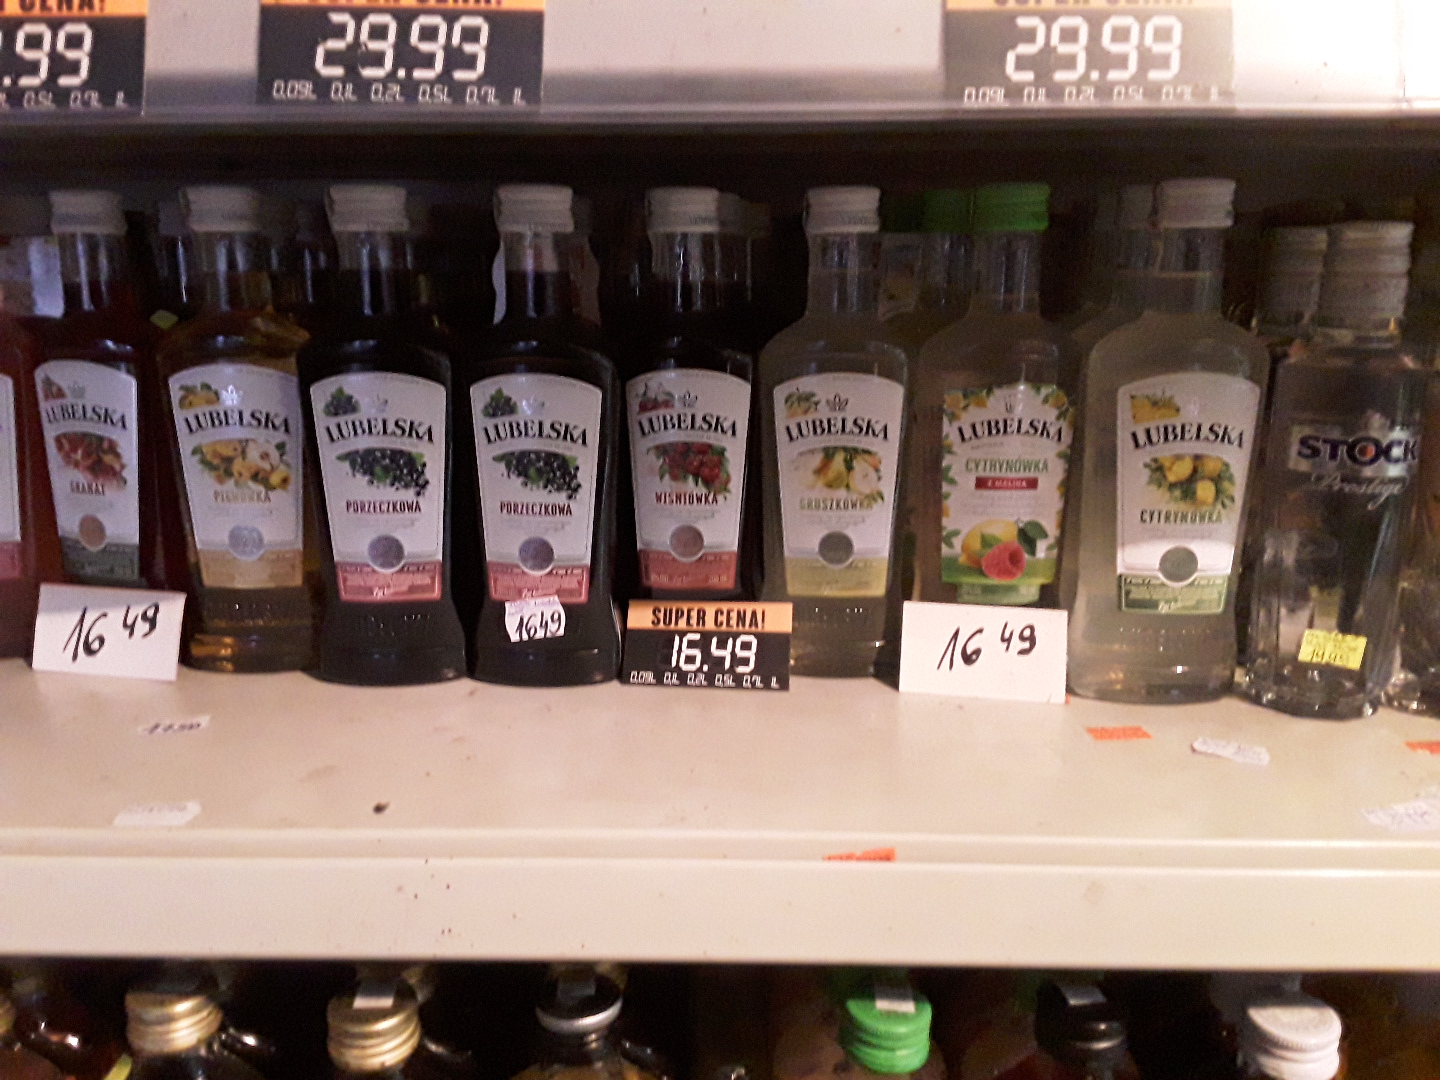 29.99
0,09L 0,1L 0,2L 0,5L 0,7L 1L
29.99
0,09L 0,1L 0,2L 0,5L 0,7L 1L
.99
0,5L 0,7L 1L
LUBELSKA
GRANAT
LUBELSKA
PIGWÓWKA
LUBELSKA
PORZECZKOWA
LUBELSKA
PORZECZKOWA
LUBELSKA
WIŚNIÓWKA
LUBELSKA
GRUSZKÓWKA
LUBELSKA
CYTRYNÓWKA
Z MALINĄ
LUBELSKA
CYTRYNÓWKA
STOCK
Prestige
16 49
1649
SUPER CENA!
16.49
0,09L 0,1L 0,2L 0,5L 0,7L 1L
16 49